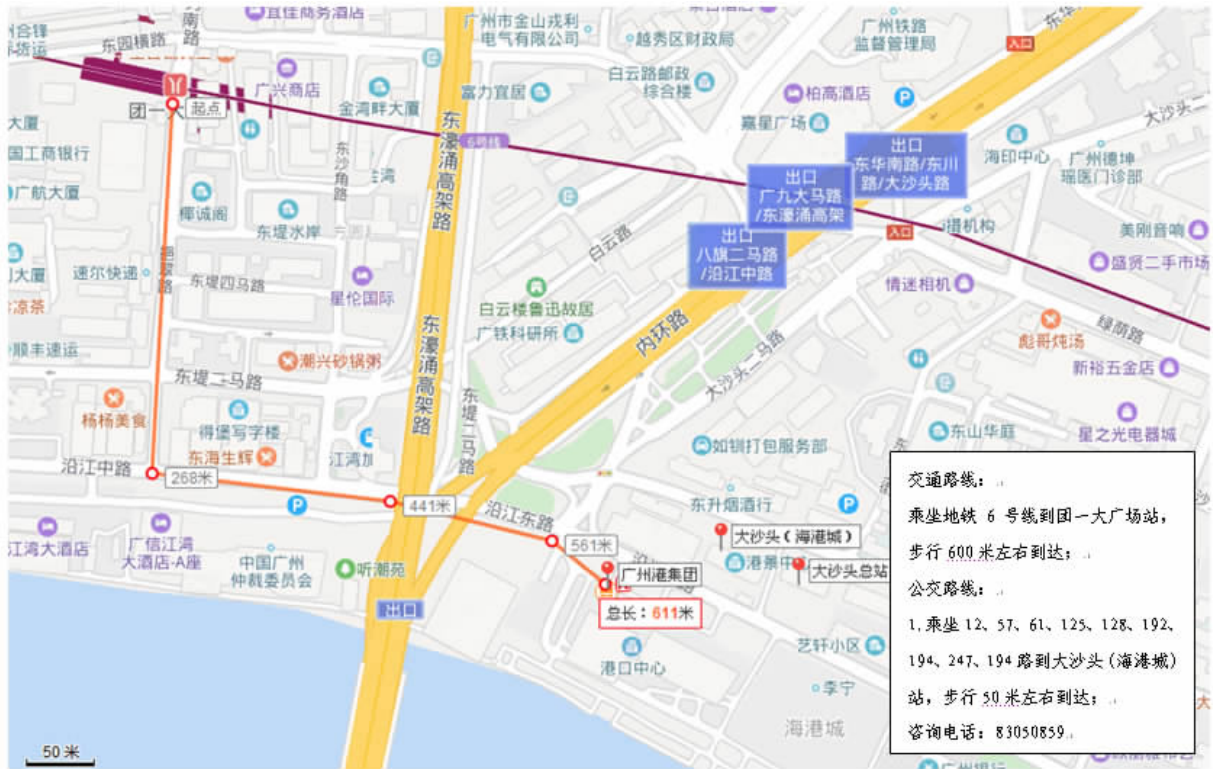 宜佳商务酒店
广州市金山戎利
电气有限公司
越秀区财政局
广州铁路
监督管理局
入口
东园横路
广兴商店
金湾畔大厦
富力宜居
白云路邮政
综合楼
柏高酒店
嘉星广场
团一大
起点
6号线
东濠涌高架路
东沙角路
国工商银行
广航大厦
椰诚阁
东堤水岸
速尔快递
东堤四马路
星伦国际
白云路
白云楼鲁迅故居
广铁科研所
出口
东华南路/东川
路/大沙头路
出口
广九大马路
/东濠涌高架
出口
八旗二马路
/沿江中路
海印中心
广州德坤
瑶医门诊部
大沙头二
入口
摄机构
美刚音响
盛贤二手市场
情迷相机
绿荫路
彪哥炖汤
新裕五金店
星之光电器城
东山华庭
内环路
大沙头二马路
东濠涌高架路
顺丰速运
潮兴砂锅粥
东堤二马路
东堤二马路
杨杨美食
得堡写字楼
东海生辉
江湾加
沿江中路
268米
441米
沿江东路
561米
如钏打包服务部
东升烟酒行
大沙头（海港城）
港景中心
大沙头总站
广州港集团
总长：611米
江湾大酒店
信江湾
大酒店-A座
中国广州
仲裁委员会
听潮苑
出口
港口中心
艺轩小区
李宁
海港城
广州银行
50 米
交通路线：
乘坐地铁 6 号线到团一大广场站，
步行 600 米左右到达；
公交路线：
1,乘坐 12、57、61、125、128、192、
194、247、194 路到大沙头(海港城)
站，步行 50 米左右到达；
咨询电话：83050859